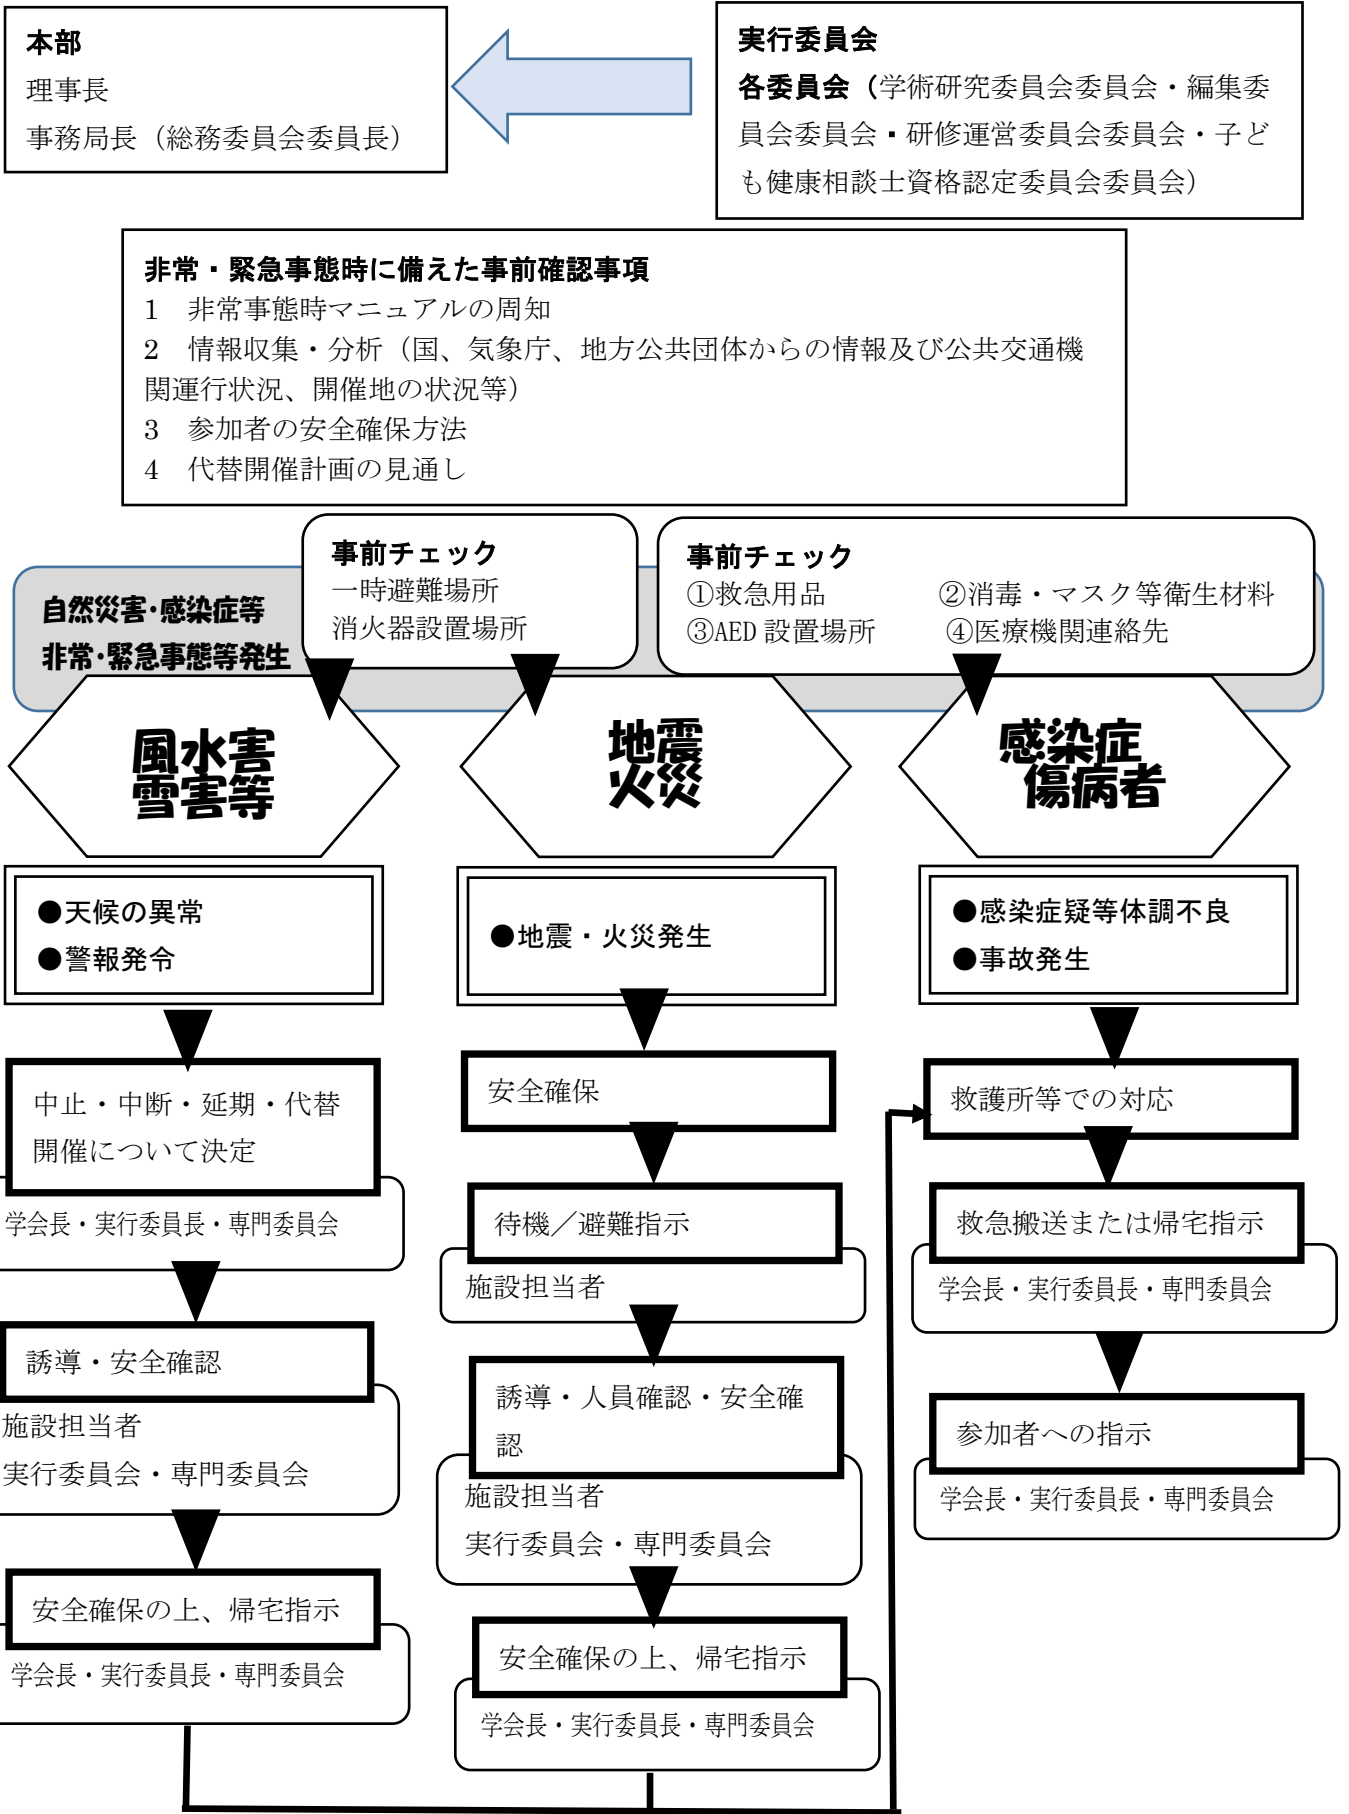 本部
理事長
事務局長（総務委員会委員長）
実行委員会
各委員会（学術研究委員会委員会・編集委
員会委員会・研修運営委員会委員会・子ど
も健康相談士資格認定委員会委員会）
非常・緊急事態時に備えた事前確認事項
1　非常事態時マニュアルの周知
2　情報収集・分析（国、気象庁、地方公共団体からの情報及び公共交通機
関運行状況、開催地の状況等）
3　参加者の安全確保方法
4　代替開催計画の見通し
事前チェック
一時避難場所
消火器設置場所
事前チェック
①救急用品　②消毒・マスク等衛生材料
③AED 設置場所　④医療機関連絡先
自然災害・感染症等
非常・緊急事態等発生
風水害
雪害等
●天候の異常
●警報発令
中止・中断・延期・代替
開催について決定
学会長・実行委員長・専門委員会
誘導・安全確認
施設担当者
実行委員会・専門委員会
安全確保の上、帰宅指示
学会長・実行委員長・専門委員会
地震
火災
●地震・火災発生
安全確保
待機／避難指示
施設担当者
誘導・人員確認・安全確
認
施設担当者
実行委員会・専門委員会
安全確保の上、帰宅指示
学会長・実行委員長・専門委員会
感染症
傷病者
●感染症疑等体調不良
●事故発生
救護所等での対応
救急搬送または帰宅指示
学会長・実行委員長・専門委員会
参加者への指示
学会長・実行委員長・専門委員会